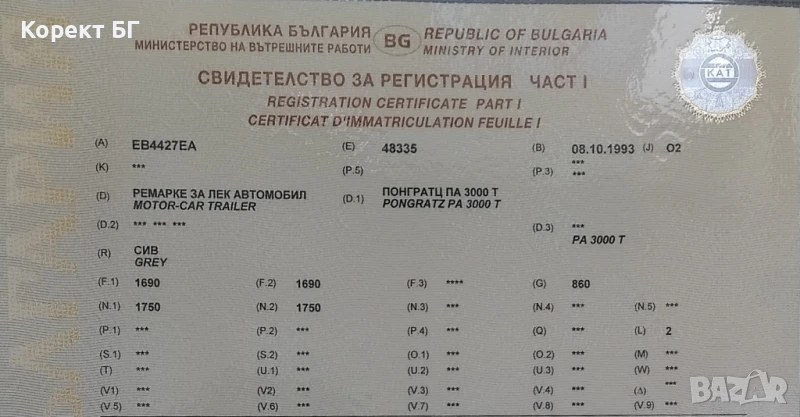 Корект БГ
РЕПУБЛИКА БЪЛГАРИЯ BG REPUBLIC OF BULGARIA
МИНИСТЕРСТВО НА ВЪТРЕШНИТЕ РАБОТИ MINISTRY OF INTERIOR
КАТ
СВИДЕТЕЛСТВО ЗА РЕГИСТРАЦИЯ ЧАСТ I
REGISTRATION CERTIFICATE PART I
CERTIFICAT D'IMMATRICULATION FEUILLE I
(A) EB4427EA (E) 48335 (B) 08.10.1993 (J) O2
(K) *** (P.5) (P.3) ***
***
(D) РЕМАРКЕ ЗА ЛЕК АВТОМОБИЛ (D.1) ПОНГРАТЦ ПА 3000 Т
MOTOR-CAR TRAILER PONGRATZ PA 3000 T
(D.2) *** *** *** (D.3) ***
PA 3000 T
(R) СИВ
GREY
(F.1) 1690 (F.2) 1690 (F.3) **** (G) 860
(N.1) 1750 (N.2) 1750 (N.3) *** (N.4) *** (N.5) ***
(P.1) *** (P.2) *** (P.4) *** (Q) *** (L) 2
(S.1) *** (S.2) *** (O.1) *** (O.2) *** (M) ***
(T) *** (U.1) *** (U.2) *** (U.3) *** (W) ***
(V1) *** (V2) *** (V.3) *** (V.4) *** (Δ) ***
(V.5) *** (V.6) *** (V.7) *** (V.8) *** (V.9) ***
BAZAR